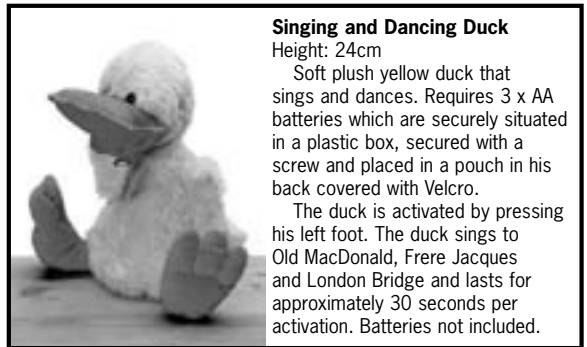 Singing and Dancing Duck
Height: 24cm
Soft plush yellow duck that
sings and dances. Requires 3 x AA
batteries which are securely situated
in a plastic box, secured with a
screw and placed in a pouch in his
back covered with Velcro.
The duck is activated by pressing
his left foot. The duck sings to
Old MacDonald, Frere Jacques
and London Bridge and lasts for
approximately 30 seconds per
activation. Batteries not included.